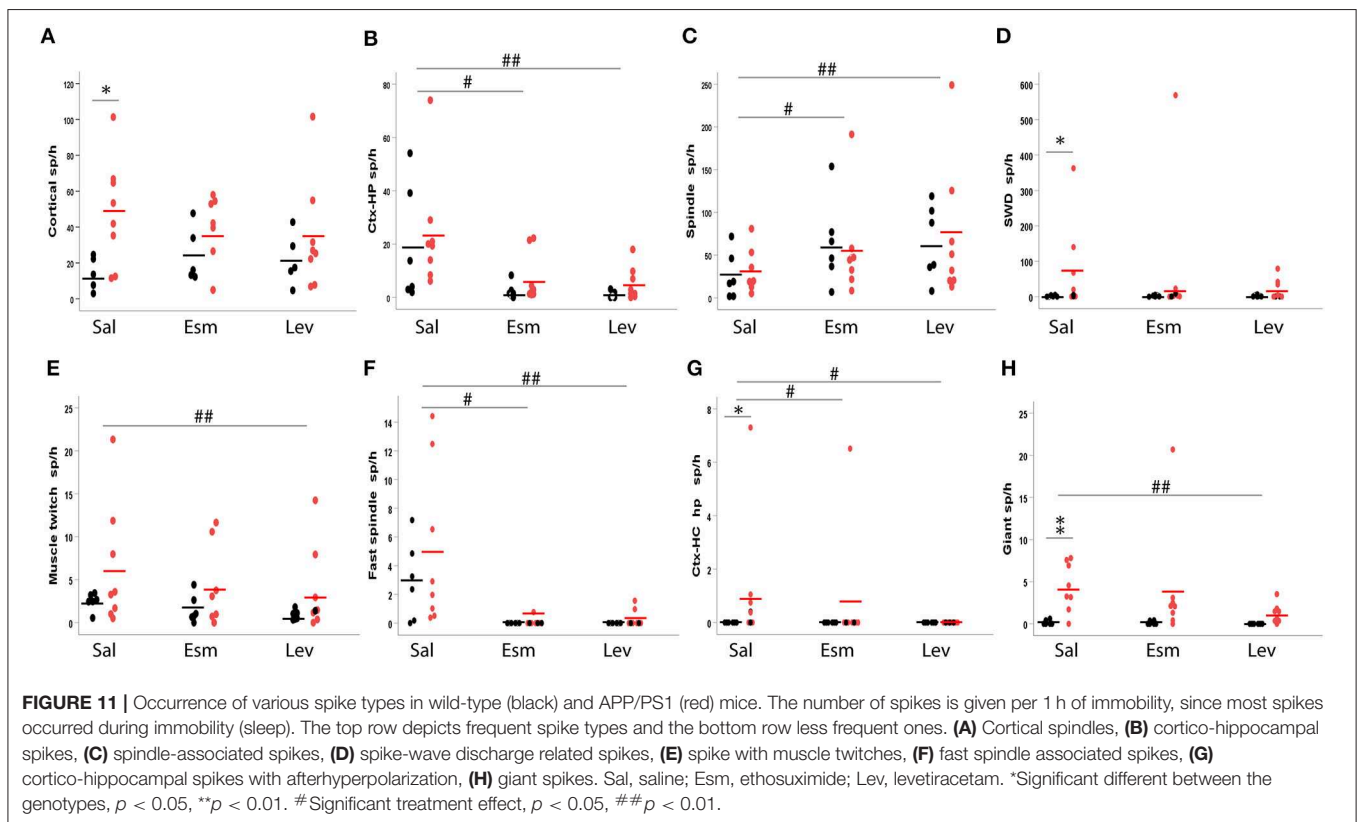 A
B
C
D
*
##
#
##
#
*
Cortical sp/h
120
100
80
60
40
20
0
Sal Esm Lev
Ctx-HP sp/h
80
60
40
20
0
Sal Esm Lev
Spindle sp/h
250
200
150
100
50
0
Sal Esm Lev
SWD sp/h
600
500
400
300
200
100
0
Sal Esm Lev
E
F
G
H
##
##
#
#
#
*
##
**
Muscle twitch sp/h
25
20
15
10
5
0
Sal Esm Lev
Fast spindle sp/h
14
12
10
8
6
4
2
0
Sal Esm Lev
Ctx-HC hp sp/h
8
6
4
2
0
Sal Esm Lev
Giant sp/h
25
20
15
10
5
0
Sal Esm Lev
FIGURE 11 | Occurrence of various spike types in wild-type (black) and APP/PS1 (red) mice. The number of spikes is given per 1 h of immobility, since most spikes
occurred during immobility (sleep). The top row depicts frequent spike types and the bottom row less frequent ones. (A) Cortical spindles, (B) cortico-hippocampal
spikes, (C) spindle-associated spikes, (D) spike-wave discharge related spikes, (E) spike with muscle twitches, (F) fast spindle associated spikes, (G)
cortico-hippocampal spikes with afterhyperpolarization, (H) giant spikes. Sal, saline; Esm, ethosuximide; Lev, levetiracetam. *Significant different between the
genotypes, p < 0.05, **p < 0.01. #Significant treatment effect, p < 0.05, ##p < 0.01.